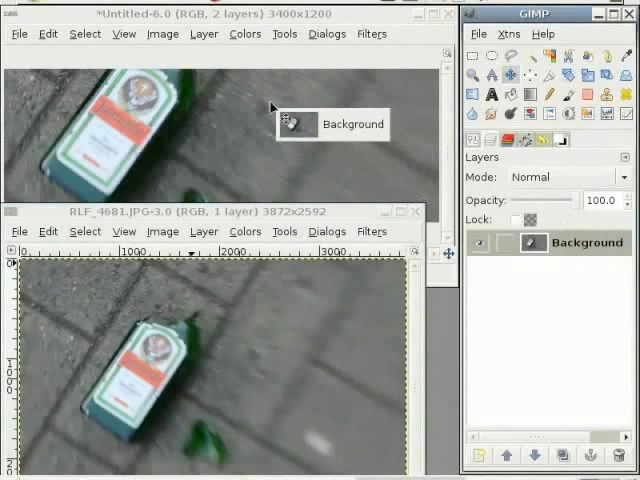 *Untitled-6.0 (RGB, 2 layers) 3400x1200
File Edit Select View Image Layer Colors Tools Dialogs Filters
Background
RLF_4681.JPG-3.0 (RGB, 1 layer) 3872x2592
File Edit Select View Image Layer Colors Tools Dialogs Filters
0 1000 2000 3000
GIMP
File Xtns Help
Layers
Mode: Normal
Opacity: 100.0
Lock:
Background